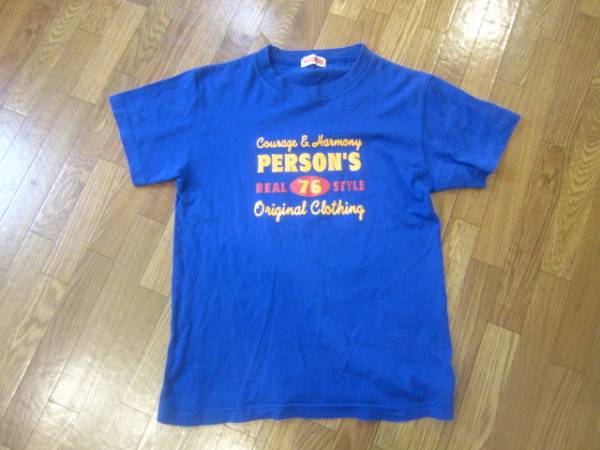 Courage & Harmony
PERSON'S
REAL 76 STYLE
Original Clothing